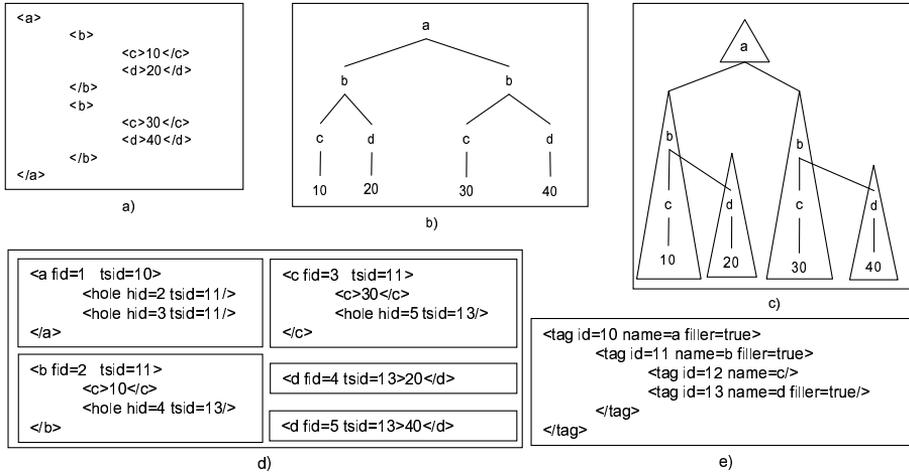 <a>
<b>
<c>10</c>
<d>20</d>
</b>
<b>
<c>30</c>
<d>40</d>
</b>
</a>
a)
a
b b
c d c d
10 20 30 40
b)
a
b b
c d c d
10 20 30 40
c)
<a fid=1 tsid=10>
<hole hid=2 tsid=11/>
<hole hid=3 tsid=11/>
</a>
<b fid=2 tsid=11>
<c>10</c>
<hole hid=4 tsid=13/>
</b>
<c fid=3 tsid=11>
<c>30</c>
<hole hid=5 tsid=13/>
</c>
<d fid=4 tsid=13>20</d>
<d fid=5 tsid=13>40</d>
d)
<tag id=10 name=a filler=true>
<tag id=11 name=b filler=true>
<tag id=12 name=c/>
<tag id=13 name=d filler=true/>
</tag>
</tag>
e)